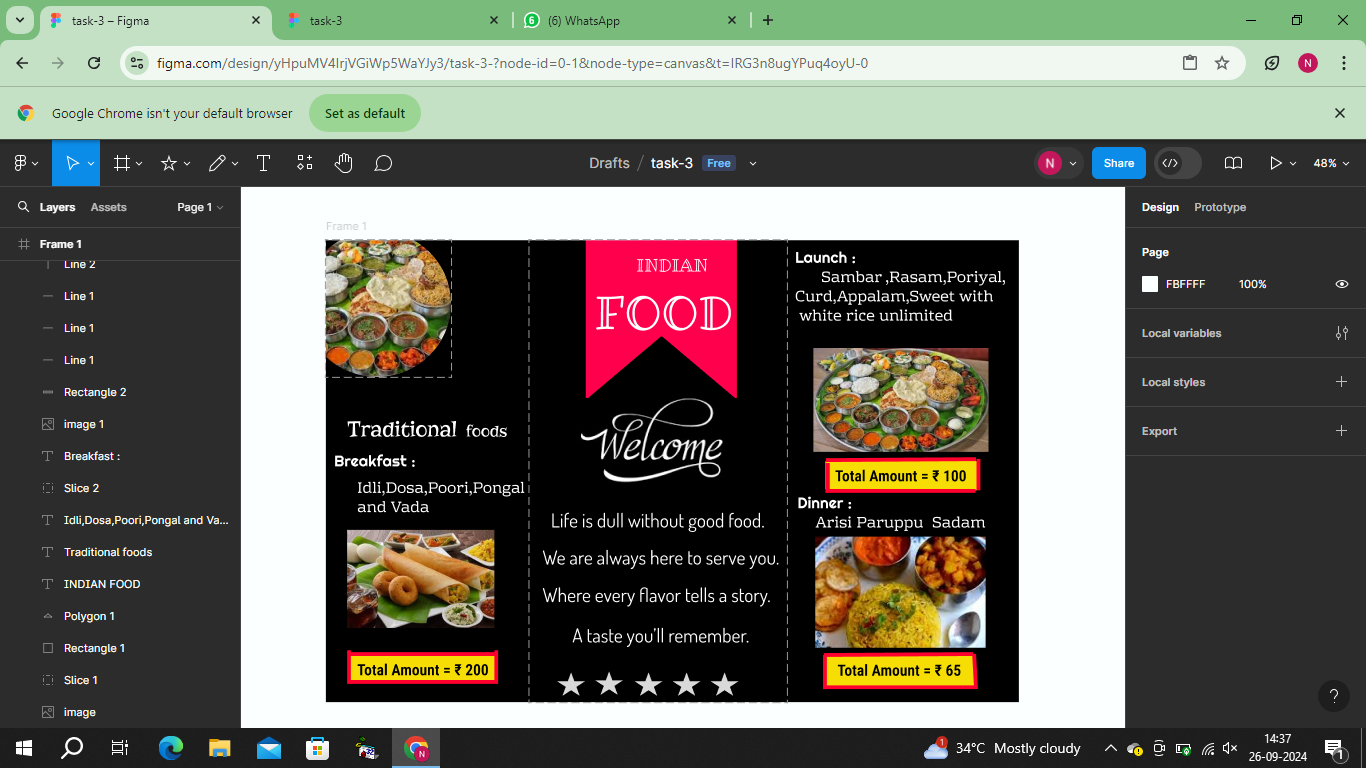 task-3 – Figma
task-3
6
(6) WhatsApp
figma.com/design/yHpuMV4IrjVGiWp5WaYJy3/task-3-?node-id=0-1&node-type=canvas&t=IRG3n8ugYPuq4oyU-0
N
Google Chrome isn't your default browser
Set as default
Drafts / task-3
Free
N
Share
48%
Layers
Assets
Page 1
Frame 1
Line 2
Line 1
Line 1
Line 1
Rectangle 2
image 1
Breakfast :
Slice 2
Idli,Dosa,Poori,Pongal and Va...
Traditional foods
INDIAN FOOD
Polygon 1
Rectangle 1
Slice 1
image
Frame 1
Traditional foods
Breakfast :
Idli,Dosa,Poori,Pongal
and Vada
Total Amount = ₹ 200
INDIAN
FOOD
Welcome
Life is dull without good food.
We are always here to serve you.
Where every flavor tells a story.
A taste you'll remember.
Launch :
Sambar ,Rasam,Poriyal,
Curd,Appalam,Sweet with
white rice unlimited
Total Amount = ₹ 100
Dinner :
Arisi Paruppu Sadam
Total Amount = ₹ 65
Design
Prototype
Page
FBFFFF
100%
Local variables
Local styles
Export
?
N
1
34°C Mostly cloudy
14:37
26-09-2024
1